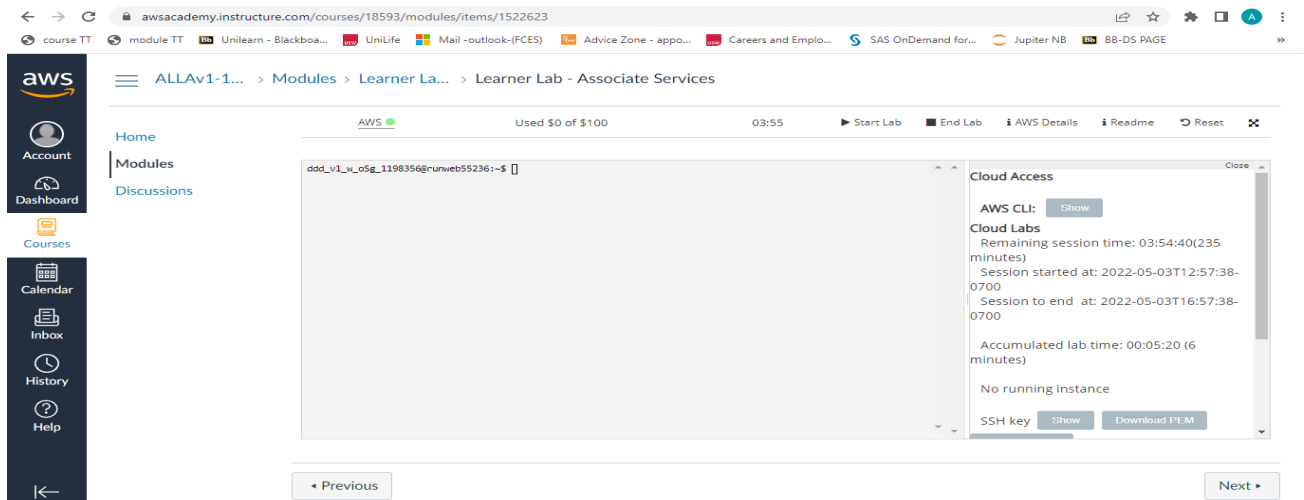 awsacademy.instructure.com/courses/18593/modules/items/1522623
A
course TT module TT Bb Unilearn - Blackboa... usw UniLife Mail -outlook-(FCES) Advice Zone - appo... usw Careers and Emplo... SAS OnDemand for... Jupiter NB Bb BB-DS PAGE »
aws
ALLAv1-1... > Modules > Learner La... > Learner Lab - Associate Services
Account
Dashboard
Courses
Calendar
Inbox
History
Help
Home
Modules
Discussions
AWS Used $0 of $100 03:55 Start Lab End Lab AWS Details Readme Reset
ddd_v1_w_oSg_1198356@runweb55236:~$
Close
Cloud Access
AWS CLI: Show
Cloud Labs
Remaining session time: 03:54:40(235
minutes)
Session started at: 2022-05-03T12:57:38-
0700
Session to end at: 2022-05-03T16:57:38-
0700
Accumulated lab time: 00:05:20 (6
minutes)
No running instance
SSH key Show Download PEM
Previous Next